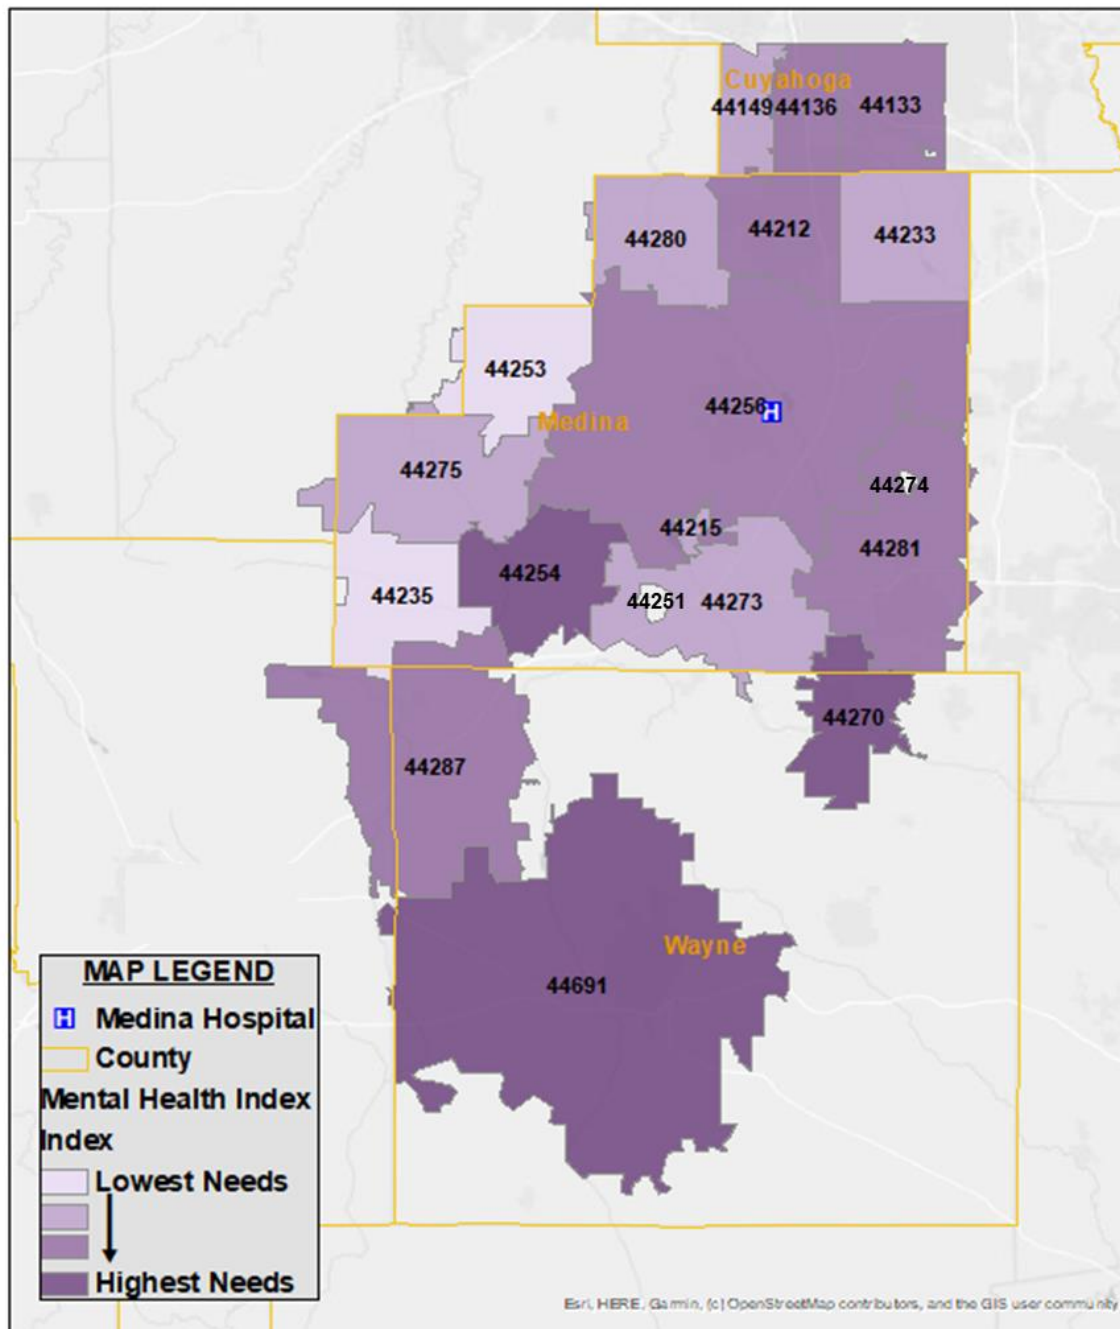 Cuyahoga
44149 44136 44133
44280 44212 44233
44253
44256 H
Medina
44275
44274
44215
44281
44254
44235
44251 44273
44270
44287
Wayne
44691
MAP LEGEND
H Medina Hospital
County
Mental Health Index
Index
Lowest Needs
Highest Needs
Esri, HERE, Garmin, (c) OpenStreetMap contributors, and the GIS user community